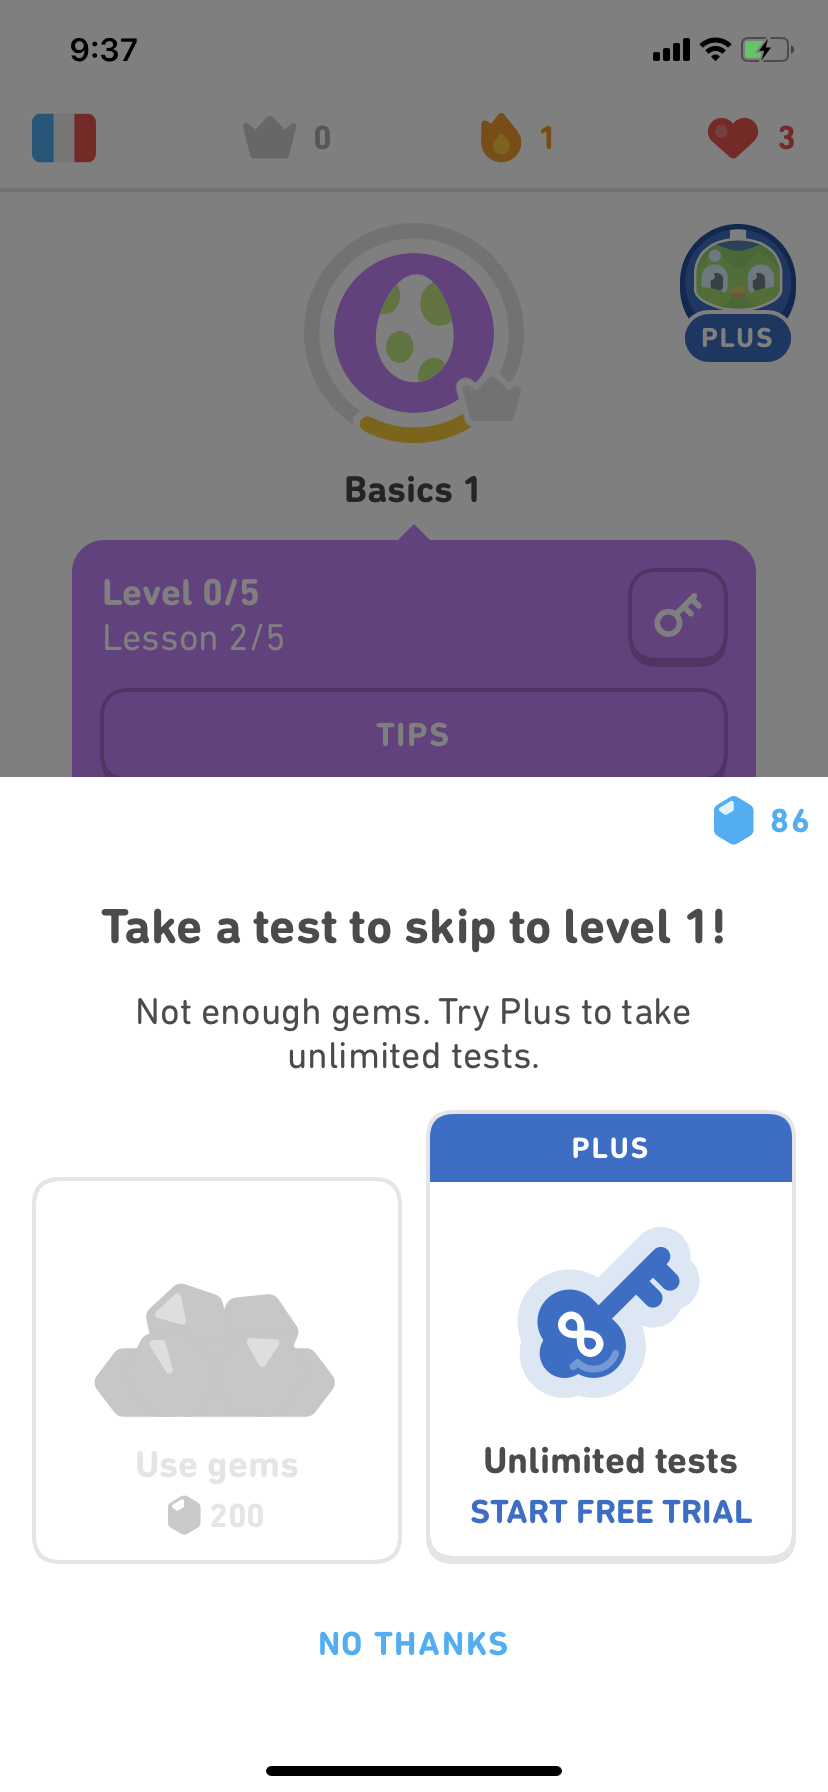 9:37
0
1
3
PLUS
Basics 1
Level 0/5
Lesson 2/5
TIPS
86
Take a test to skip to level 1!
Not enough gems. Try Plus to take
unlimited tests.
PLUS
Use gems
200
Unlimited tests
START FREE TRIAL
NO THANKS